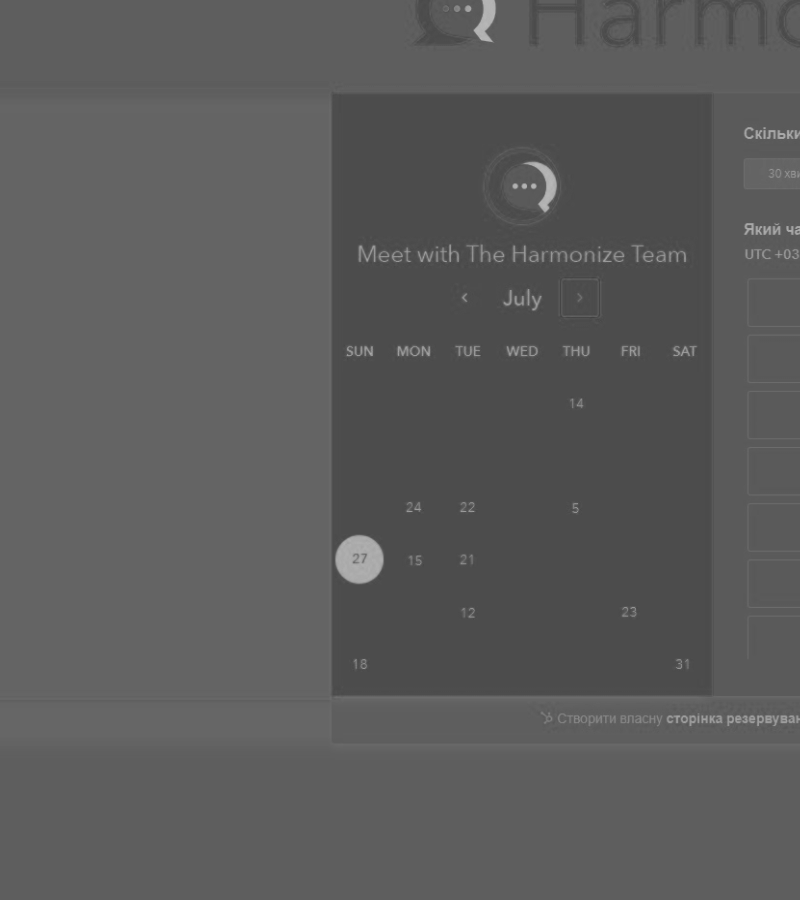 Harmo
Meet with The Harmonize Team
July
SUN MON TUE WED THU FRI SAT
14
24 22 5
27 15 21
12 23
18 31
Скільки
30 хви
Який ча
UTC +03
Створити власну сторінка резервуван